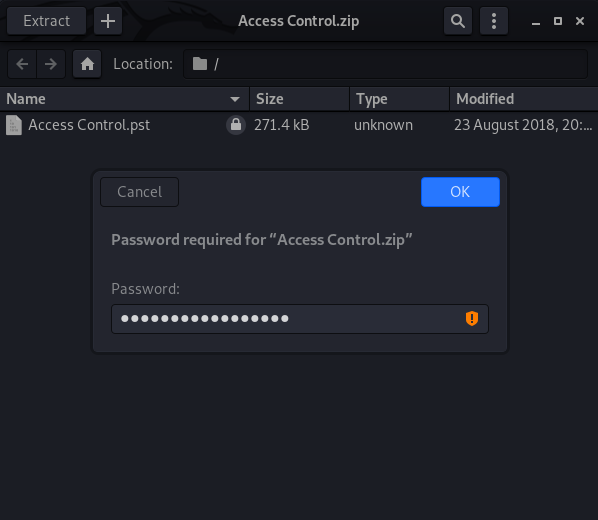 Extract
Access Control.zip
Location:
/
Name Size Type Modified
Access Control.pst 271.4 kB unknown 23 August 2018, 20:...
Cancel
OK
Password required for “Access Control.zip”
Password:
●●●●●●●●●●●●●●●●●